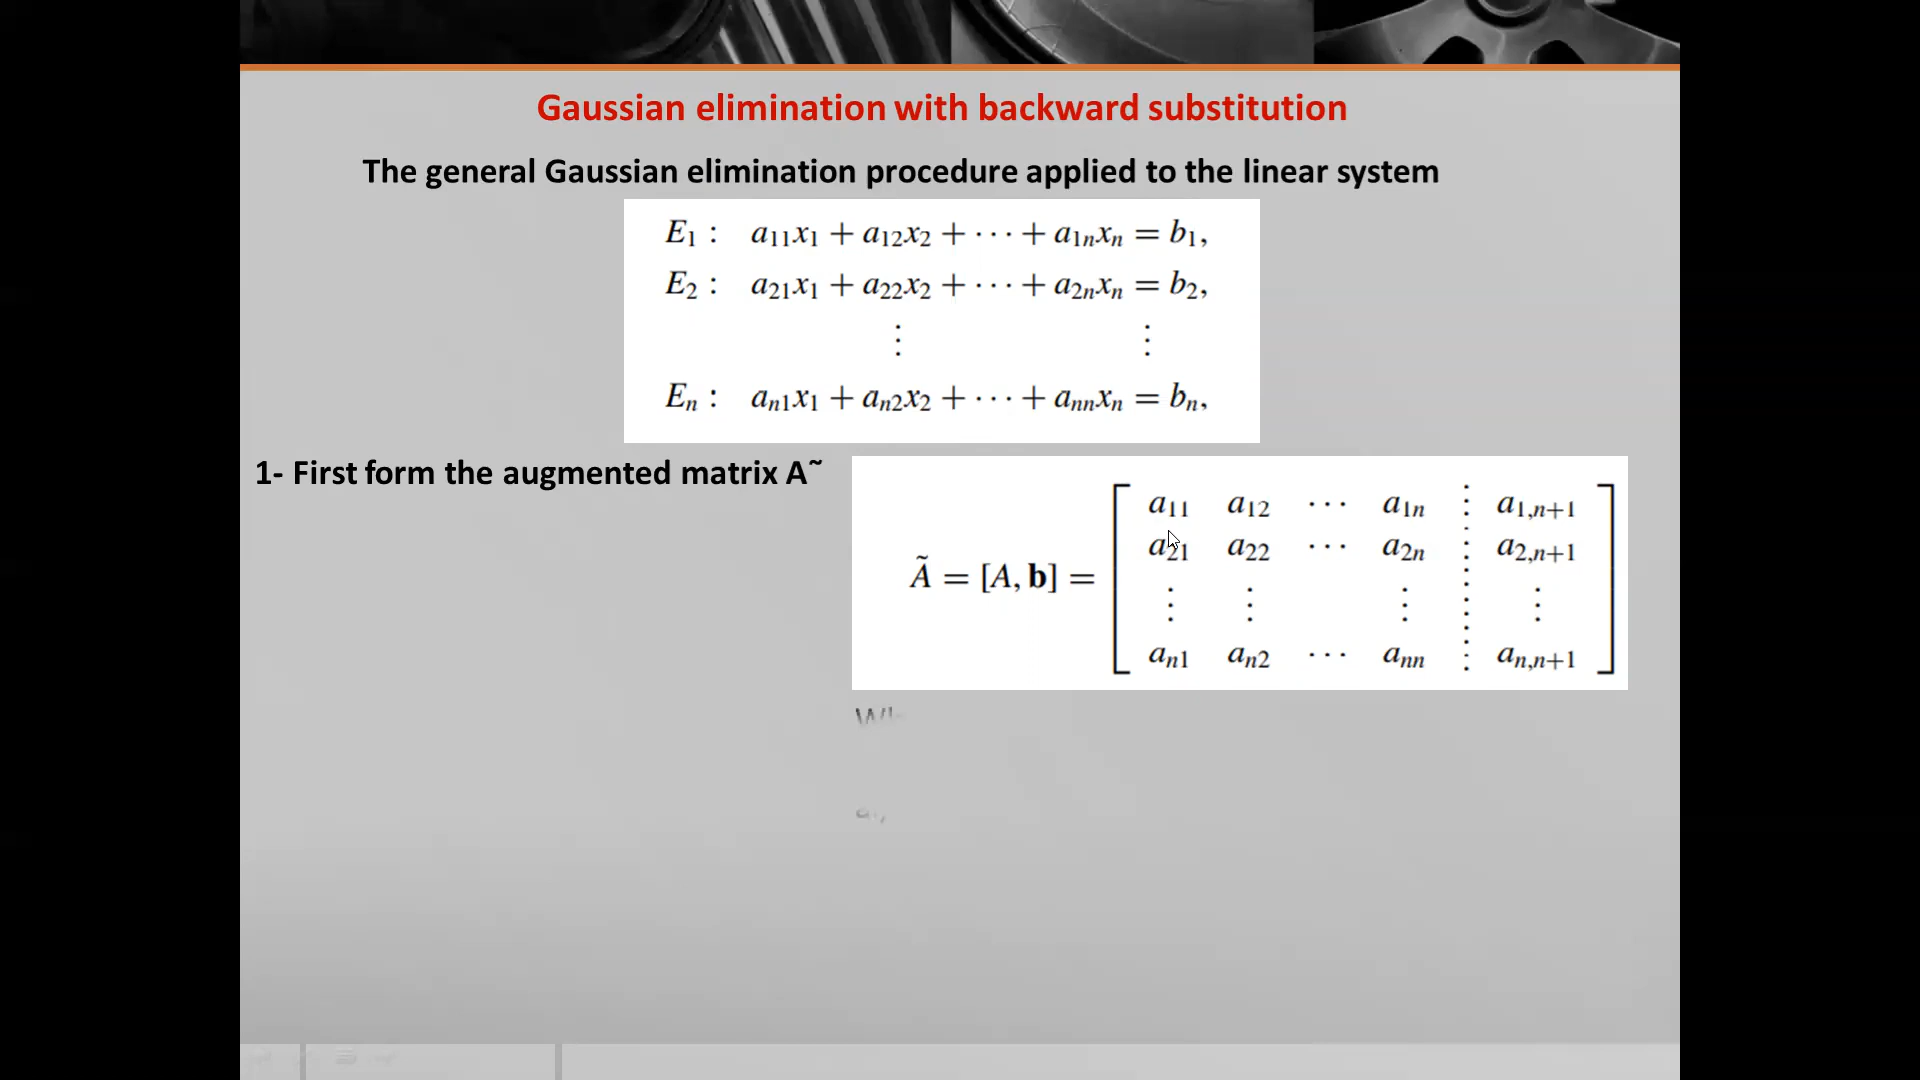 Gaussian elimination with backward substitution
The general Gaussian elimination procedure applied to the linear system
E₁ : a₁₁x₁ + a₁₂x₂ + ⋯ + a₁ₙxₙ = b₁,
E₂ : a₂₁x₁ + a₂₂x₂ + ⋯ + a₂ₙxₙ = b₂,
⋮ ⋮
Eₙ : aₙ₁x₁ + aₙ₂x₂ + ⋯ + aₙₙxₙ = bₙ,
1- First form the augmented matrix A˜
a₁₁ a₁₂ ⋯ a₁ₙ ⋮ a₁,ₙ₊₁
a₂₁ a₂₂ ⋯ a₂ₙ ⋮ a₂,ₙ₊₁
Ã = [A, b] =
⋮ ⋮ ⋮ ⋮ ⋮
aₙ₁ aₙ₂ ⋯ aₙₙ ⋮ aₙ,ₙ₊₁